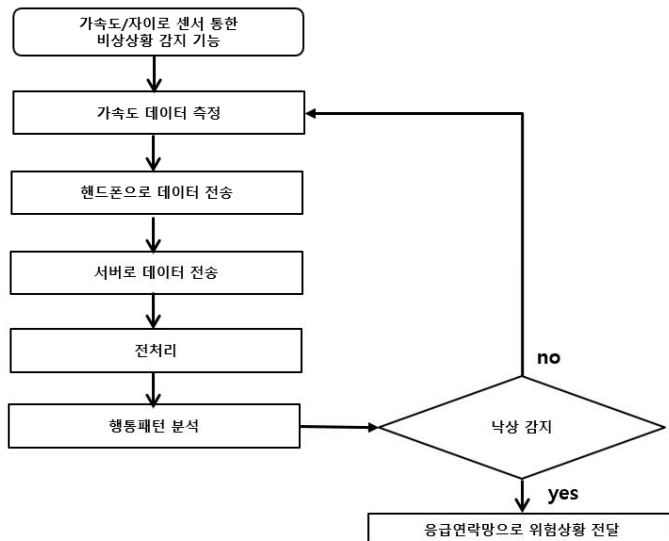 가속도/자이로 센서 통한
비상상황 감지 기능
가속도 데이터 측정
핸드폰으로 데이터 전송
서버로 데이터 전송
전처리
행통패턴 분석
no
낙상 감지
yes
응급연락망으로 위험상황 전달